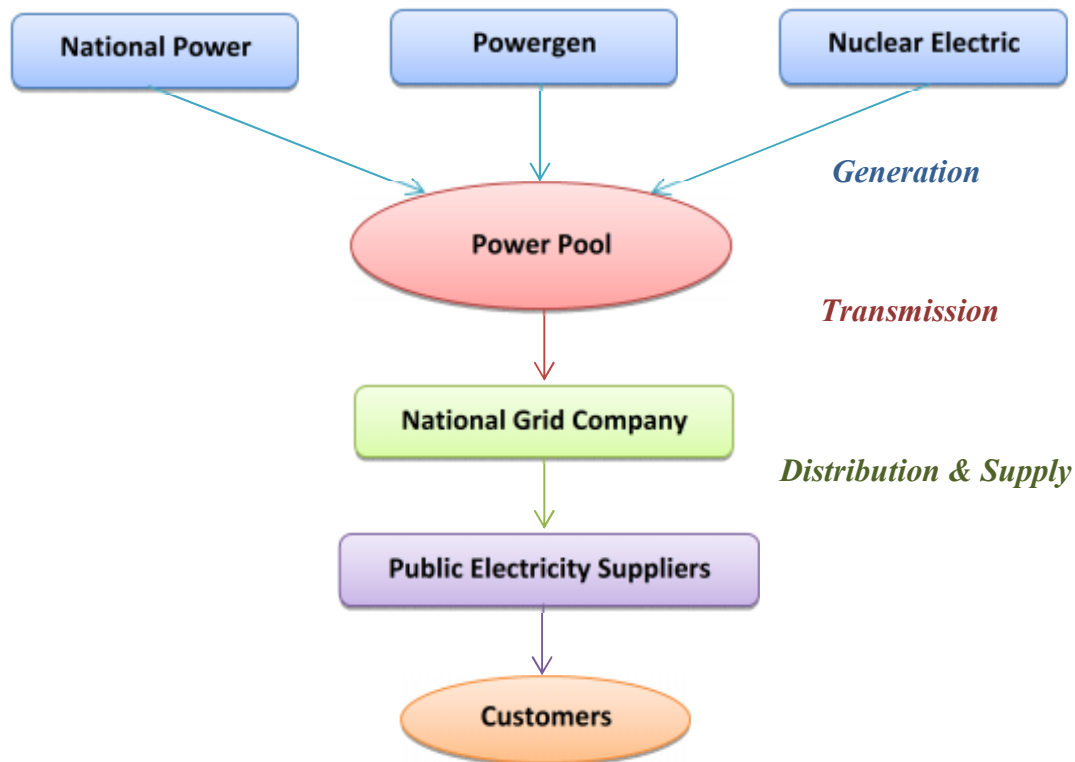 National Power
Powergen
Nuclear Electric
Generation
Power Pool
Transmission
National Grid Company
Distribution & Supply
Public Electricity Suppliers
Customers